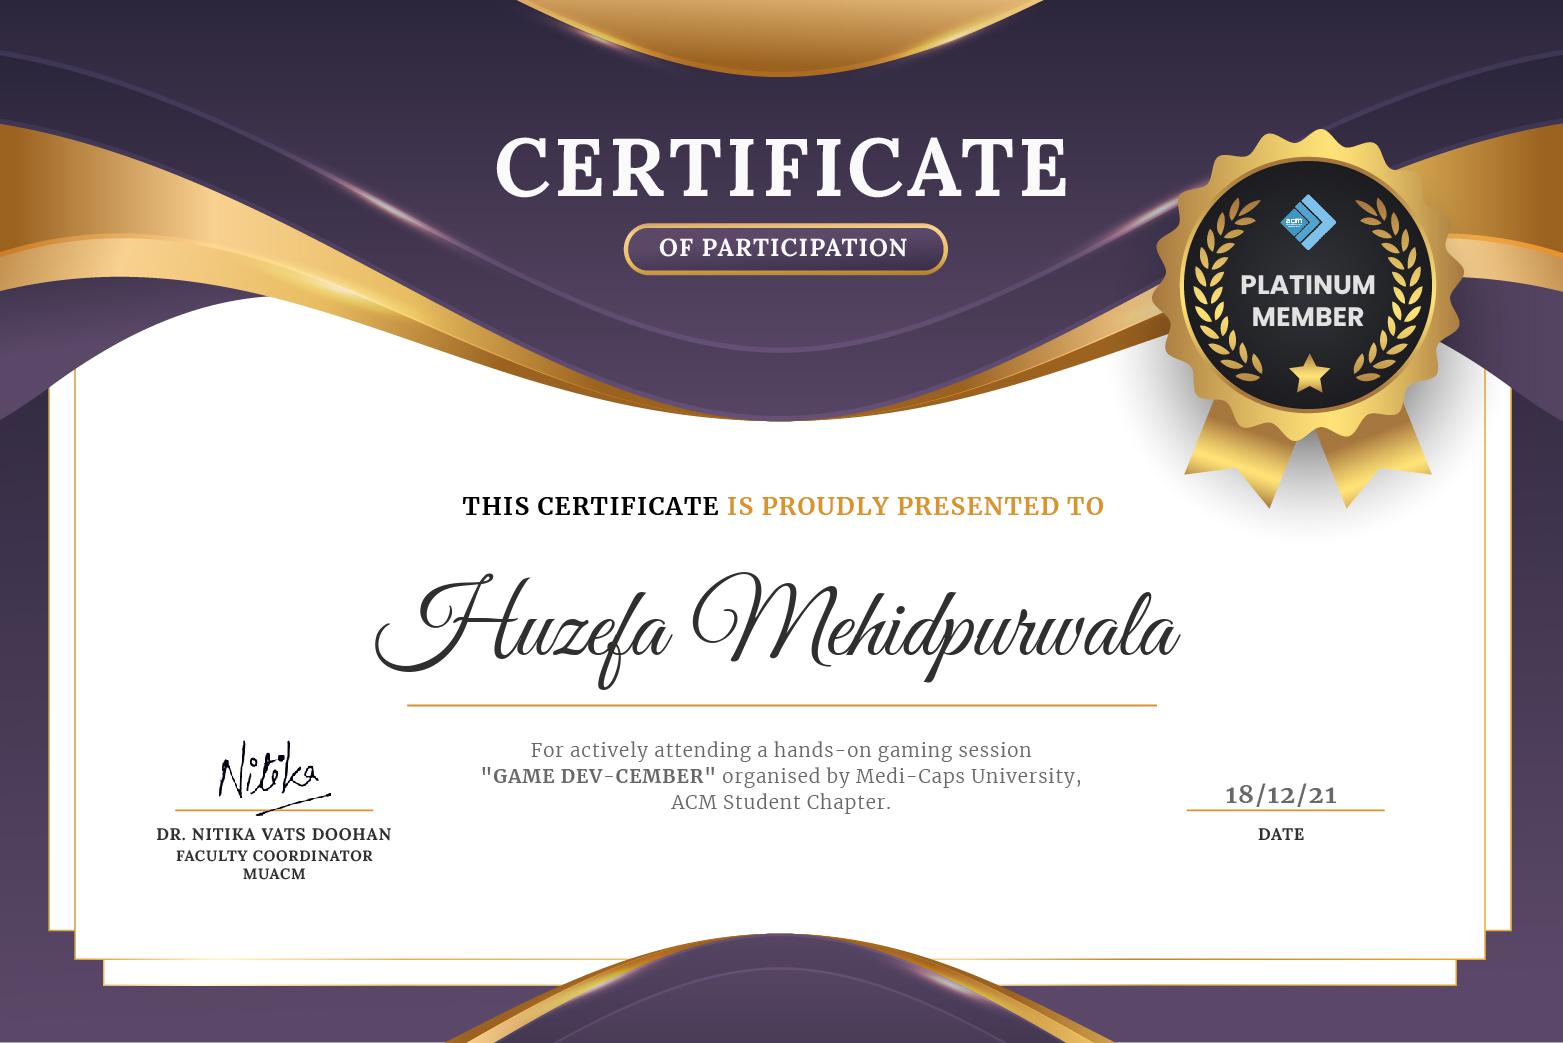 CERTIFICATE
OF PARTICIPATION
acm
PLATINUM
MEMBER
THIS CERTIFICATE IS PROUDLY PRESENTED TO
Huzefa Mehidpurwala
For actively attending a hands-on gaming session
"GAME DEV-CEMBER" organised by Medi-Caps University,
ACM Student Chapter.
Nitika
DR. NITIKA VATS DOOHAN
FACULTY COORDINATOR
MUACM
18/12/21
DATE